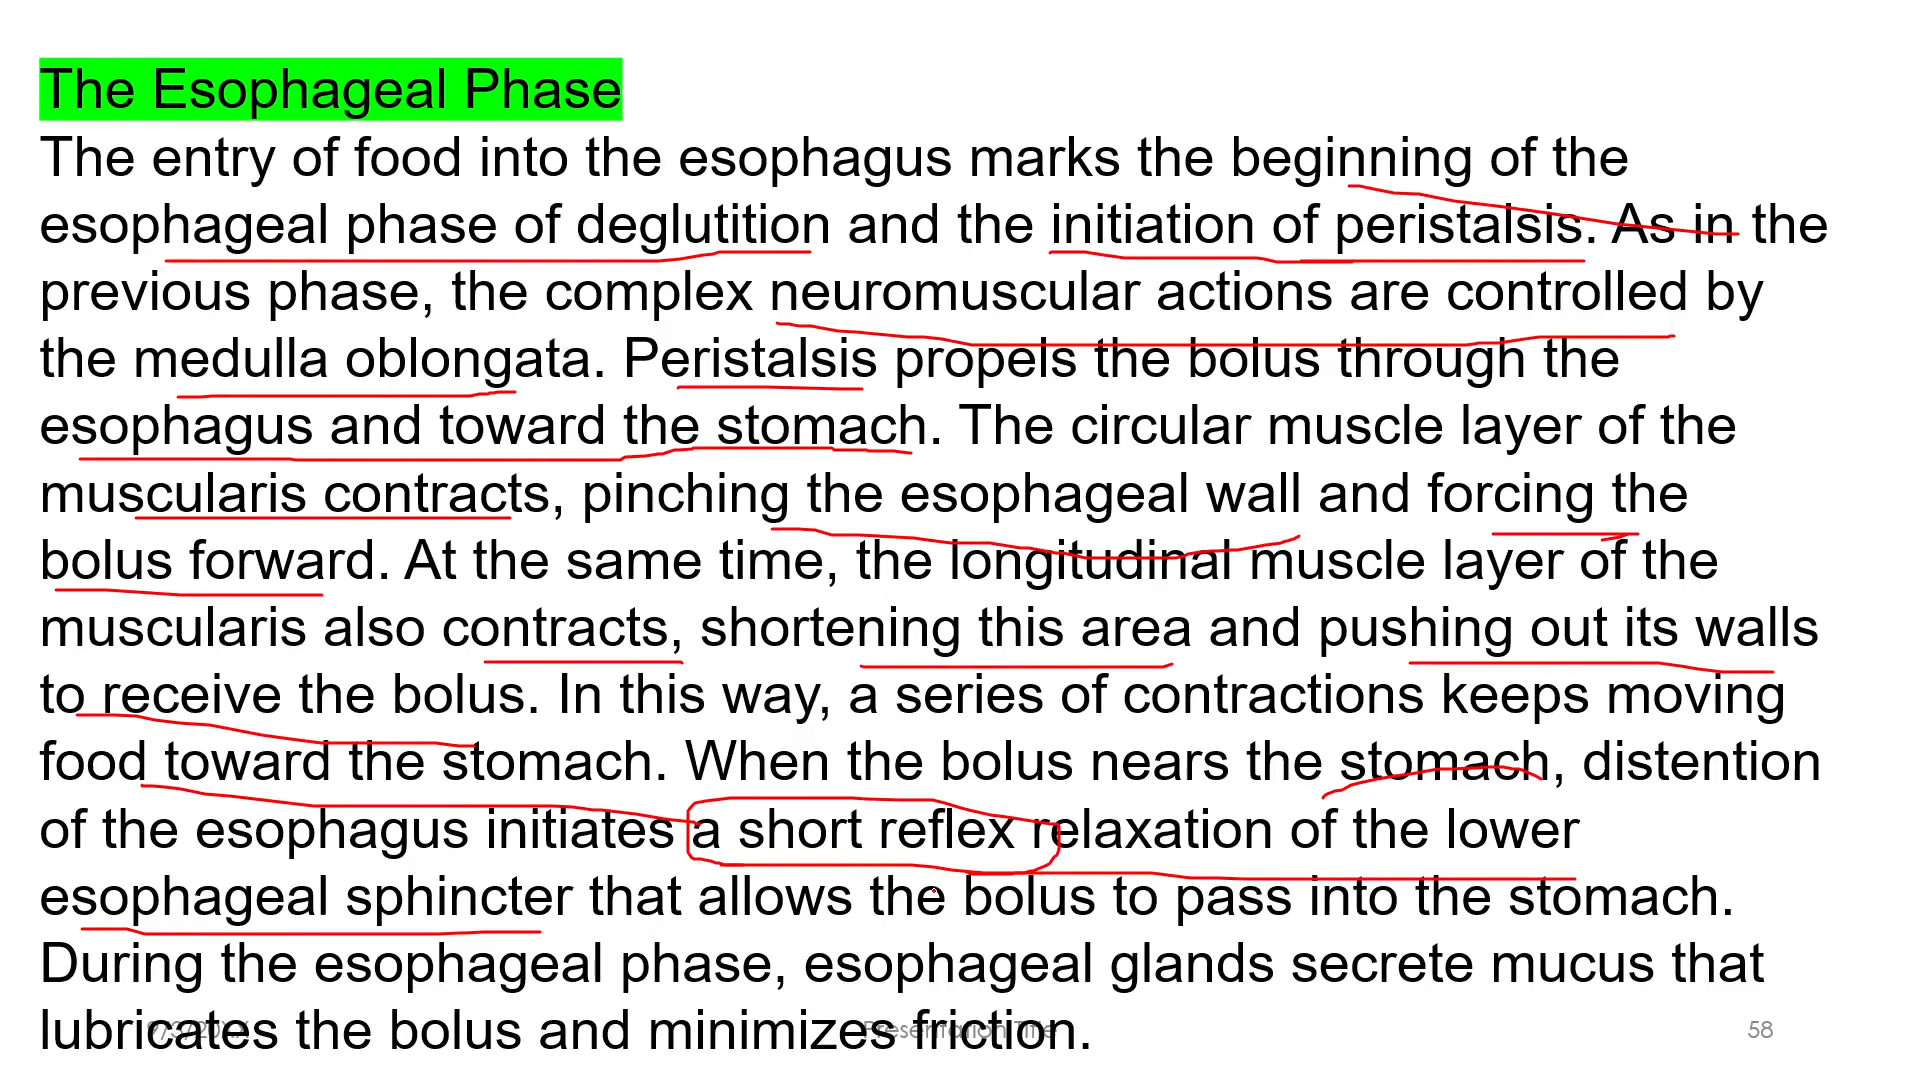 The Esophageal Phase
The entry of food into the esophagus marks the beginning of the
esophageal phase of deglutition and the initiation of peristalsis. As in the
previous phase, the complex neuromuscular actions are controlled by
the medulla oblongata. Peristalsis propels the bolus through the
esophagus and toward the stomach. The circular muscle layer of the
muscularis contracts, pinching the esophageal wall and forcing the
bolus forward. At the same time, the longitudinal muscle layer of the
muscularis also contracts, shortening this area and pushing out its walls
to receive the bolus. In this way, a series of contractions keeps moving
food toward the stomach. When the bolus nears the stomach, distention
of the esophagus initiates a short reflex relaxation of the lower
esophageal sphincter that allows the bolus to pass into the stomach.
During the esophageal phase, esophageal glands secrete mucus that
lubricates the bolus and minimizes friction.
Presentation Title
58